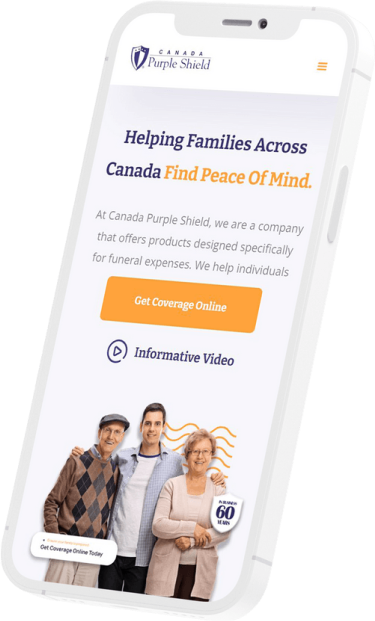 CANADA
Purple Shield
Helping Families Across
Canada Find Peace Of Mind.
At Canada Purple Shield, we are a company
that offers products designed specifically
for funeral expenses. We help individuals
Get Coverage Online
Informative Video
60
YEARS
Get Coverage Online Today